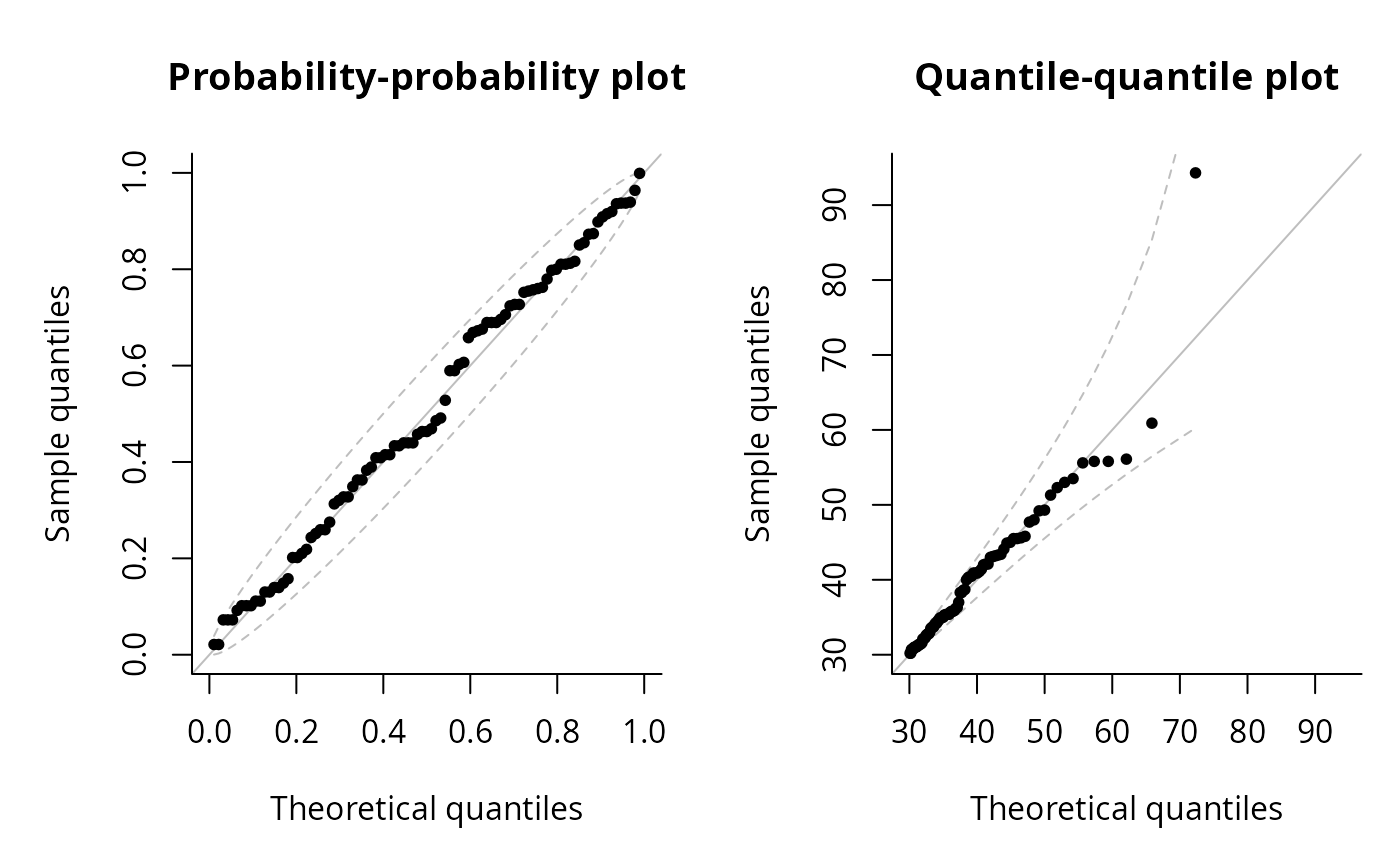 Probability-probability plot
Sample quantiles
1.0
0.8
0.6
0.4
0.2
0.0
0.0 0.2 0.4 0.6 0.8 1.0
Theoretical quantiles
Quantile-quantile plot
Sample quantiles
90
80
70
60
50
40
30
30 40 50 60 70 80 90
Theoretical quantiles